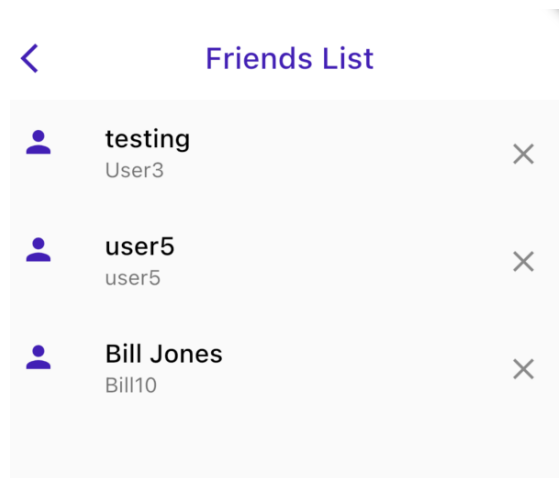 Friends List
testing
User3
user5
user5
Bill Jones
Bill10